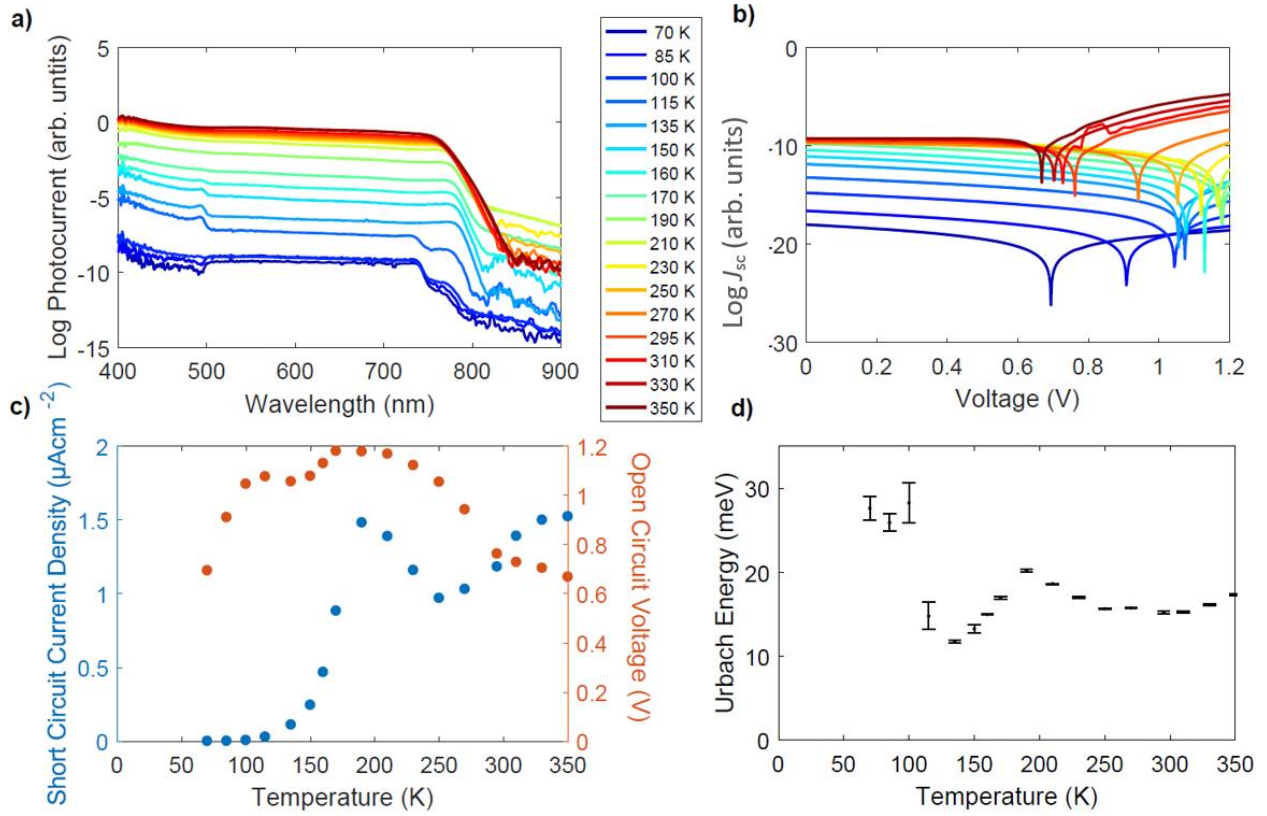 a)
Log Photocurrent (arb. untits)
5
0
-5
-10
-15
400
500
600
700
800
900
Wavelength (nm)
70 K
85 K
100 K
115 K
135 K
150 K
160 K
170 K
190 K
210 K
230 K
250 K
270 K
295 K
310 K
330 K
350 K
b)
Log Jsc (arb. units)
0
-10
-20
-30
0
0.2
0.4
0.6
0.8
1
1.2
Voltage (V)
c)
Short Circuit Current Density (µAcm -2)
2
1.5
1
0.5
0
1.2
1
0.8
0.6
0.4
0.2
0
Open Circuit Voltage (V)
0
50
100
150
200
250
300
350
Temperature (K)
d)
Urbach Energy (meV)
30
20
10
0
0
50
100
150
200
250
300
350
Temperature (K)